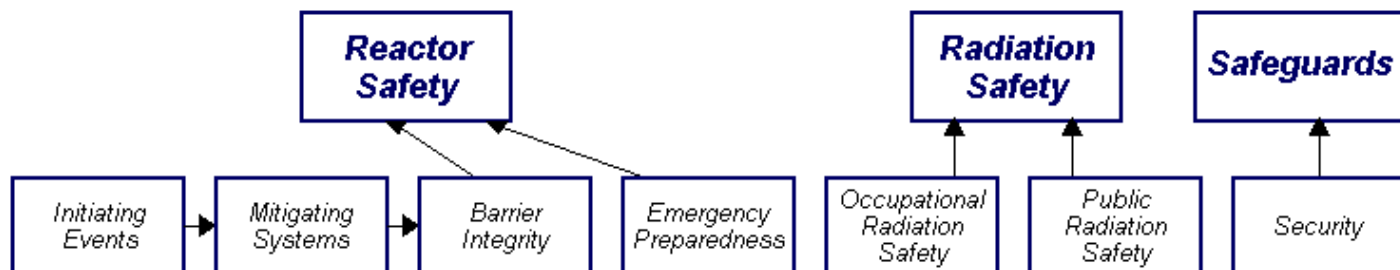 Reactor
Safety
Radiation
Safety
Safeguards
Initiating
Events
Mitigating
Systems
Barrier
Integrity
Emergency
Preparedness
Occupational
Radiation
Safety
Public
Radiation
Safety
Security